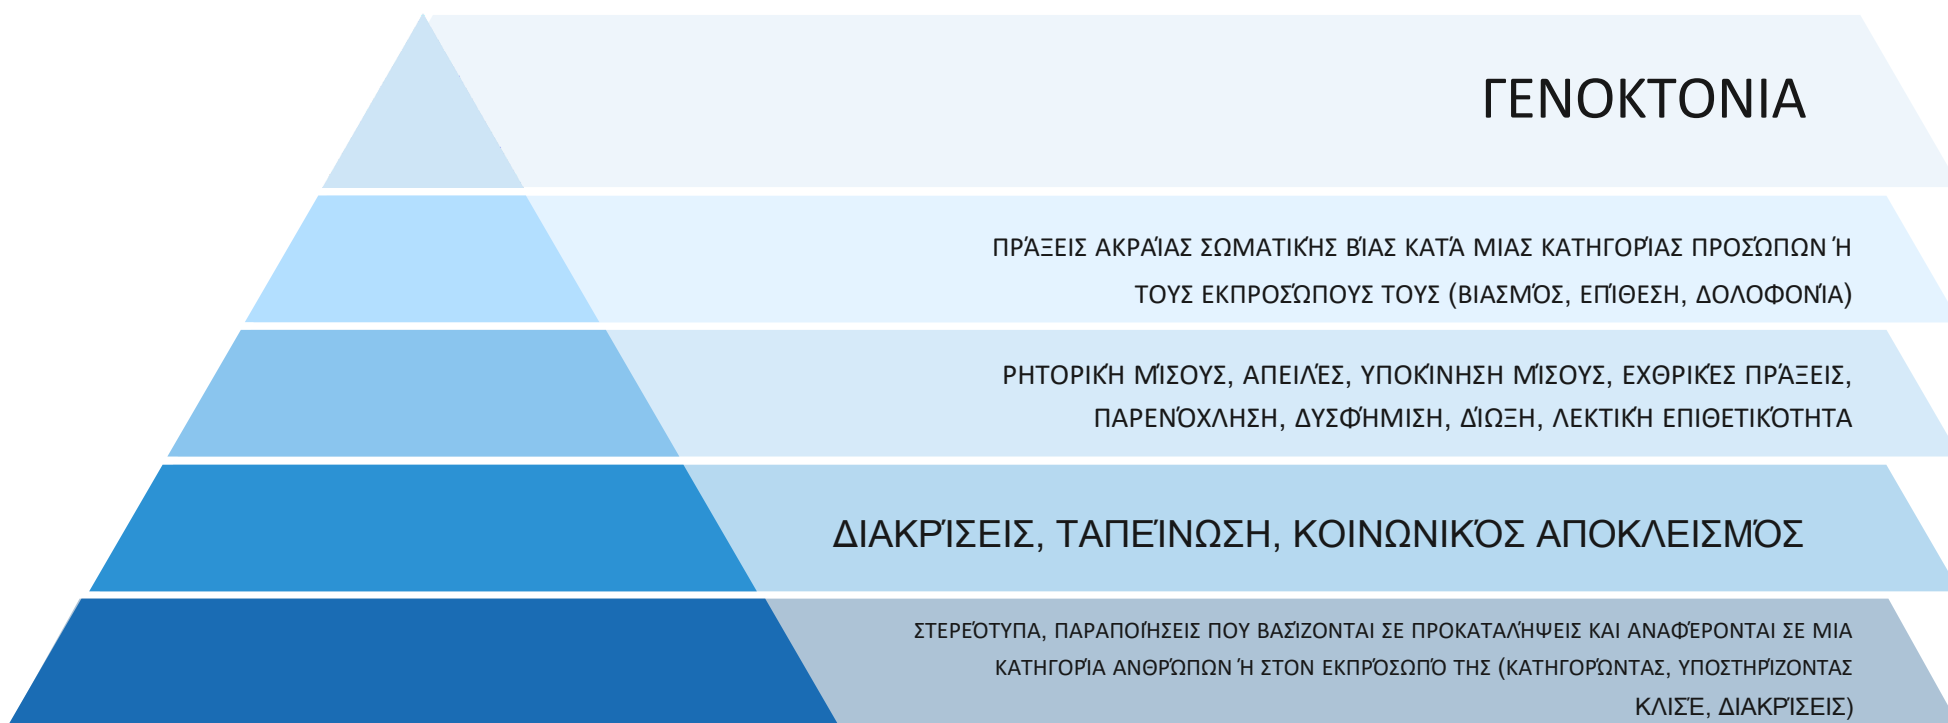 ΓΕΝΟΚΤΟΝΙΑ
ΠΡΆΞΕΙΣ ΑΚΡΑΊΑΣ ΣΩΜΑΤΙΚΉΣ ΒΊΑΣ ΚΑΤΆ ΜΙΑΣ ΚΑΤΗΓΟΡΊΑΣ ΠΡΟΣΏΠΩΝ Ή
ΤΟΥΣ ΕΚΠΡΟΣΏΠΟΥΣ ΤΟΥΣ (ΒΙΑΣΜΌΣ, ΕΠΊΘΕΣΗ, ΔΟΛΟΦΟΝΊΑ)
ΡΗΤΟΡΙΚΉ ΜΊΣΟΥΣ, ΑΠΕΙΛΈΣ, ΥΠΟΚΊΝΗΣΗ ΜΊΣΟΥΣ, ΕΧΘΡΙΚΈΣ ΠΡΆΞΕΙΣ,
ΠΑΡΕΝΌΧΛΗΣΗ, ΔΥΣΦΉΜΙΣΗ, ΔΊΩΞΗ, ΛΕΚΤΙΚΉ ΕΠΙΘΕΤΙΚΌΤΗΤΑ
ΔΙΑΚΡΊΣΕΙΣ, ΤΑΠΕΊΝΩΣΗ, ΚΟΙΝΩΝΙΚΌΣ ΑΠΟΚΛΕΙΣΜΌΣ
ΣΤΕΡΕΌΤΥΠΑ, ΠΑΡΑΠΟΙΉΣΕΙΣ ΠΟΥ ΒΑΣΊΖΟΝΤΑΙ ΣΕ ΠΡΟΚΑΤΑΛΉΨΕΙΣ ΚΑΙ ΑΝΑΦΈΡΟΝΤΑΙ ΣΕ ΜΙΑ
ΚΑΤΗΓΟΡΊΑ ΑΝΘΡΏΠΩΝ Ή ΣΤΟΝ ΕΚΠΡΌΣΩΠΌ ΤΗΣ (ΚΑΤΗΓΟΡΏΝΤΑΣ, ΥΠΟΣΤΗΡΊΖΟΝΤΑΣ
ΚΛΙΣΈ, ΔΙΑΚΡΊΣΕΙΣ)